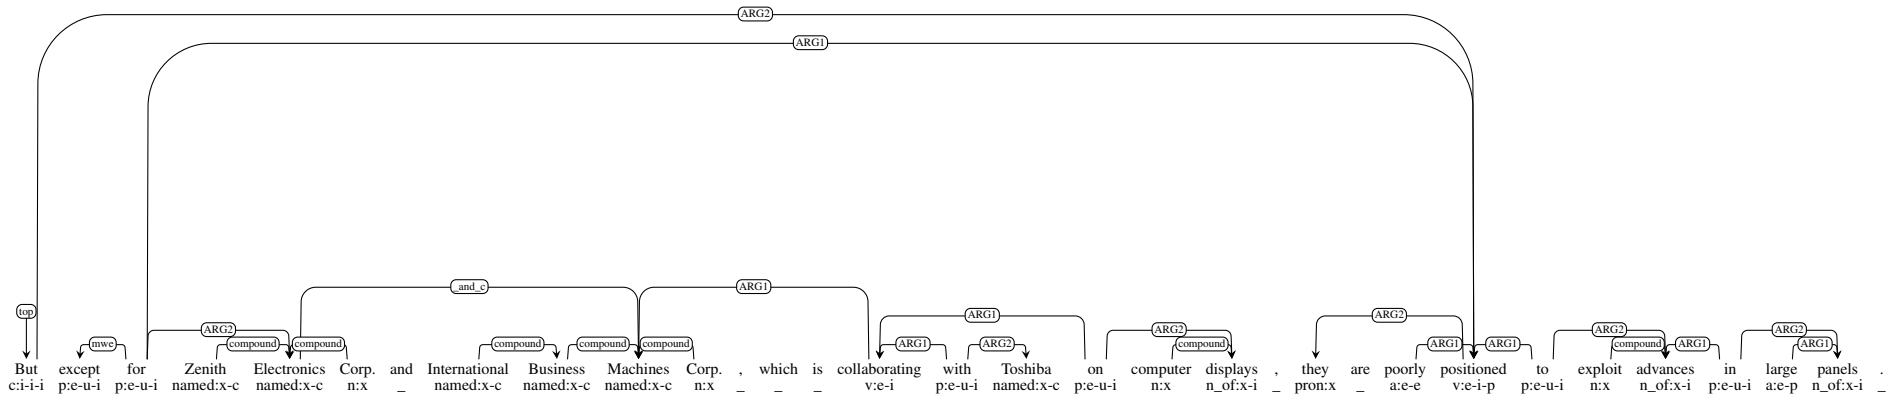 ARG2
ARG1
_and_c ARG1
top ARG1 ARG2
ARG2 ARG2 ARG2 ARG2
mwe compound compound compound compound compound ARG1 ARG2 compound ARG1 ARG1 compound ARG1 ARG1
But except for Zenith Electronics Corp. and International Business Machines Corp. , which is collaborating with Toshiba on computer displays , they are poorly positioned to exploit advances in large panels .
c:i-i-i p:e-u-i p:e-u-i named:x-c named:x-c n:x _ named:x-c named:x-c named:x-c n:x _ _ _ v:e-i p:e-u-i named:x-c p:e-u-i n:x n_of:x-i _ pron:x _ a:e-e v:e-i-p p:e-u-i n:x n_of:x-i p:e-u-i a:e-p n_of:x-i _